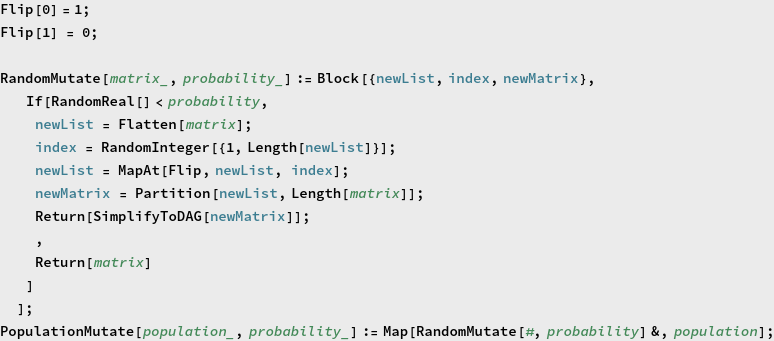 Flip[0] = 1;
Flip[1] = 0;
RandomMutate[matrix_, probability_] := Block[{newList, index, newMatrix},
If[RandomReal[] < probability,
newList = Flatten[matrix];
index = RandomInteger[{1, Length[newList]}];
newList = MapAt[Flip, newList, index];
newMatrix = Partition[newList, Length[matrix]];
Return[SimplifyToDAG[newMatrix]];
,
Return[matrix]
]
];
PopulationMutate[population_, probability_] := Map[RandomMutate[#, probability] &, population];